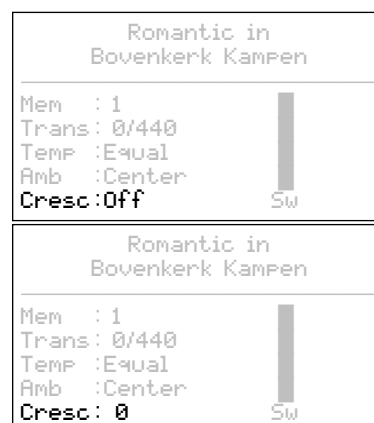 Romantic in
Bovenkerk Kampen
Mem : 1
Trans: 0/440
Temp :Equal
Amb :Center
Cresc:Off Sw
Romantic in
Bovenkerk Kampen
Mem : 1
Trans: 0/440
Temp :Equal
Amb :Center
Cresc: 0 Sw